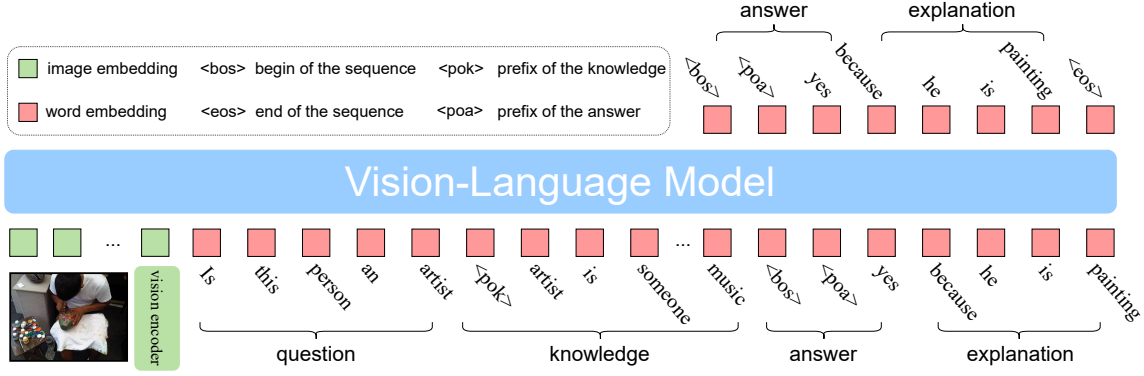 answer explanation
<bos> <poa> yes because he is painting <eos>
image embedding <bos> begin of the sequence <pok> prefix of the knowledge
word embedding <eos> end of the sequence <poa> prefix of the answer
Vision-Language Model
... ...
vision encoder Is this person an artist <pok> artist is someone music <bos> <poa> yes because he is painting
question knowledge answer explanation